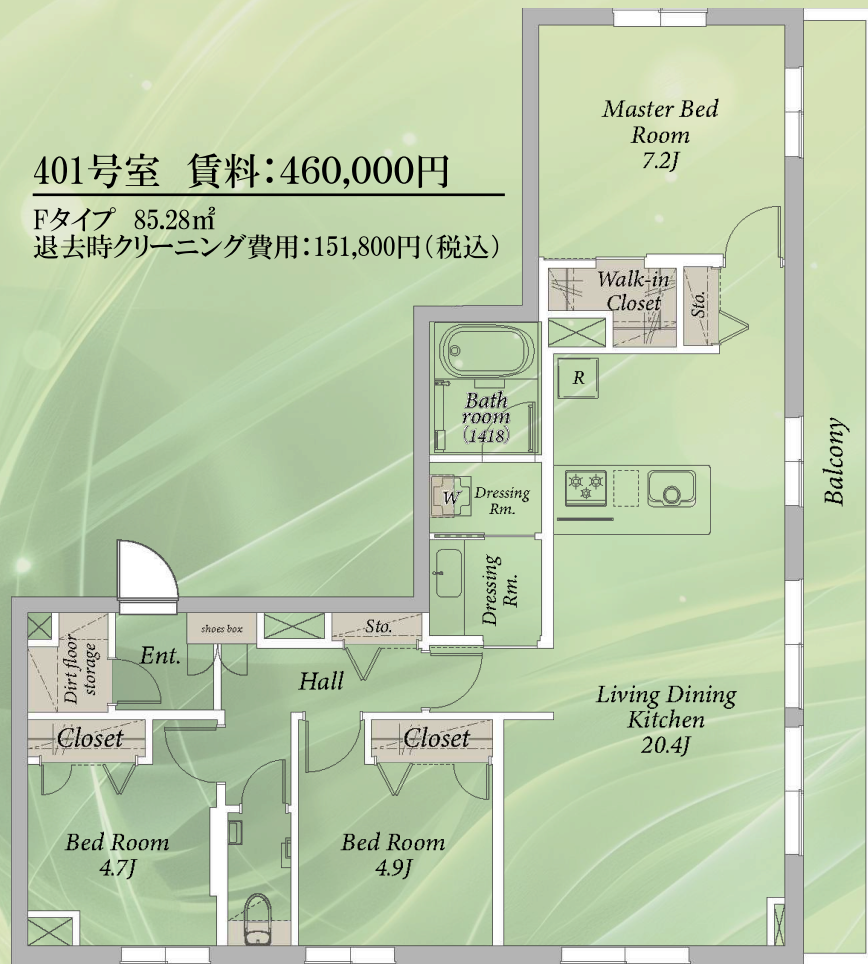 401号室 賃料：460,000円
Fタイプ 85.28㎡
退去時クリーニング費用：151,800円（税込）
Master Bed
Room
7.2J
Walk-in
Closet
Sto.
R
Bath
room
(1418)
W
Dressing
Rm.
Dressing
Rm.
Balcony
shoes box
Sto.
Dirt floor
storage
Ent.
Hall
Living Dining
Kitchen
20.4J
Closet
Closet
Bed Room
4.7J
Bed Room
4.9J